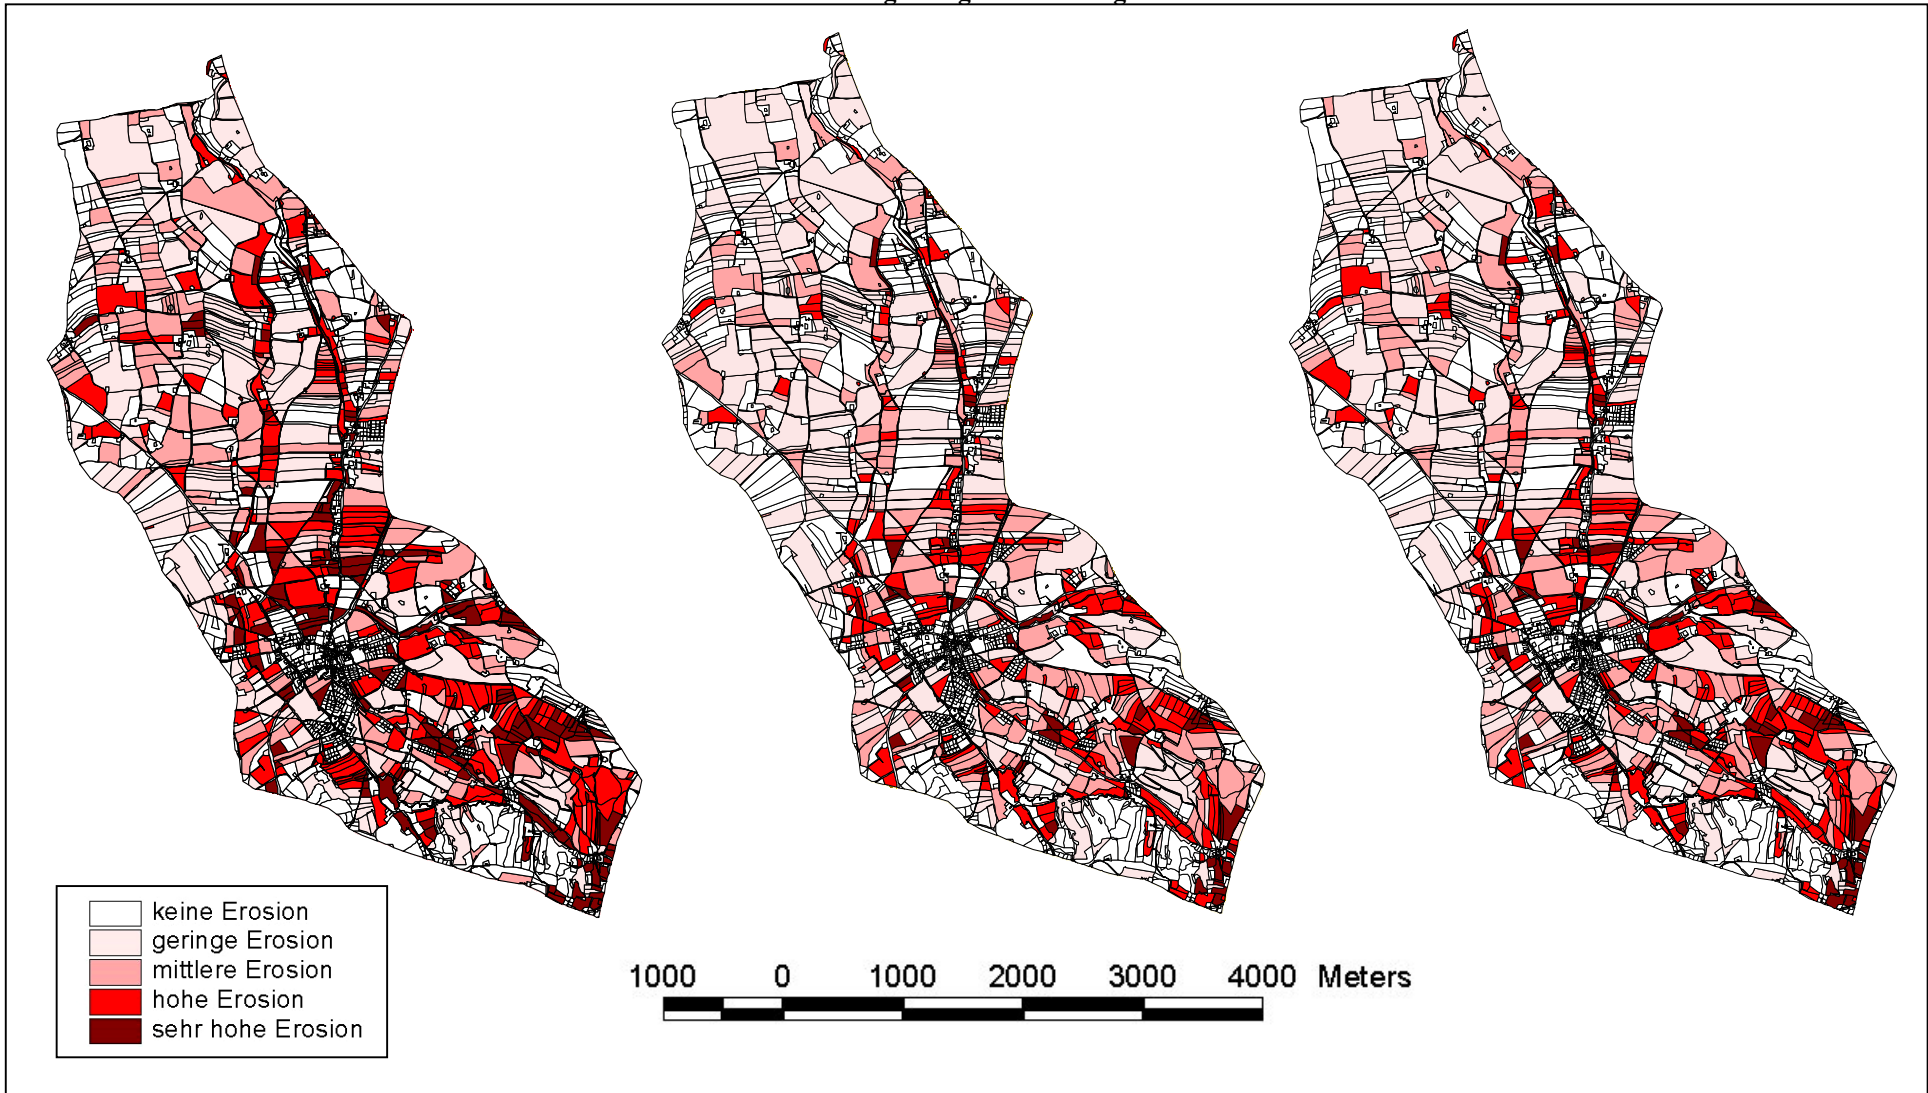 keine Erosion
geringe Erosion
mittlere Erosion
hohe Erosion
sehr hohe Erosion
1000 0 1000 2000 3000 4000 Meters